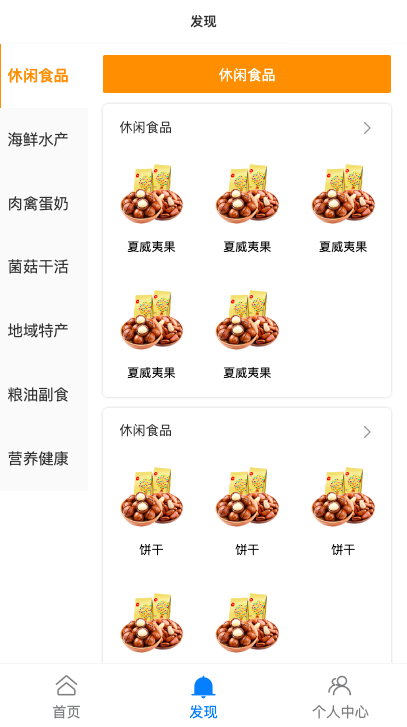 发现
休闲食品
海鲜水产
肉禽蛋奶
菌菇干活
地域特产
粮油副食
营养健康
休闲食品
休闲食品
夏威夷果 夏威夷果 夏威夷果
夏威夷果 夏威夷果
休闲食品
饼干 饼干 饼干
首页 发现 个人中心